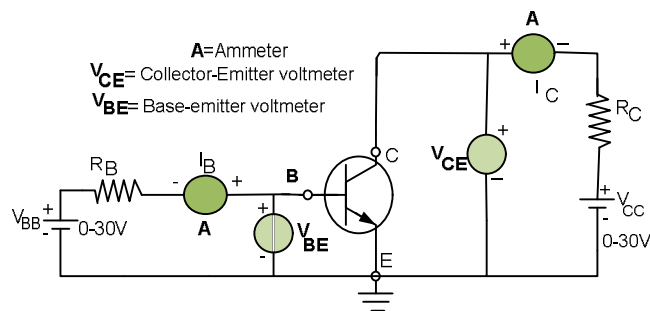 A=Ammeter
VCE= Collector-Emitter voltmeter
VBE= Base-emitter voltmeter
A
+ −
IC
RC
C
+
VCE
−
+
VCC
-
0-30V
RB
IB
- +
A
B
+
VBE
-
VBB
+
-
0-30V
E